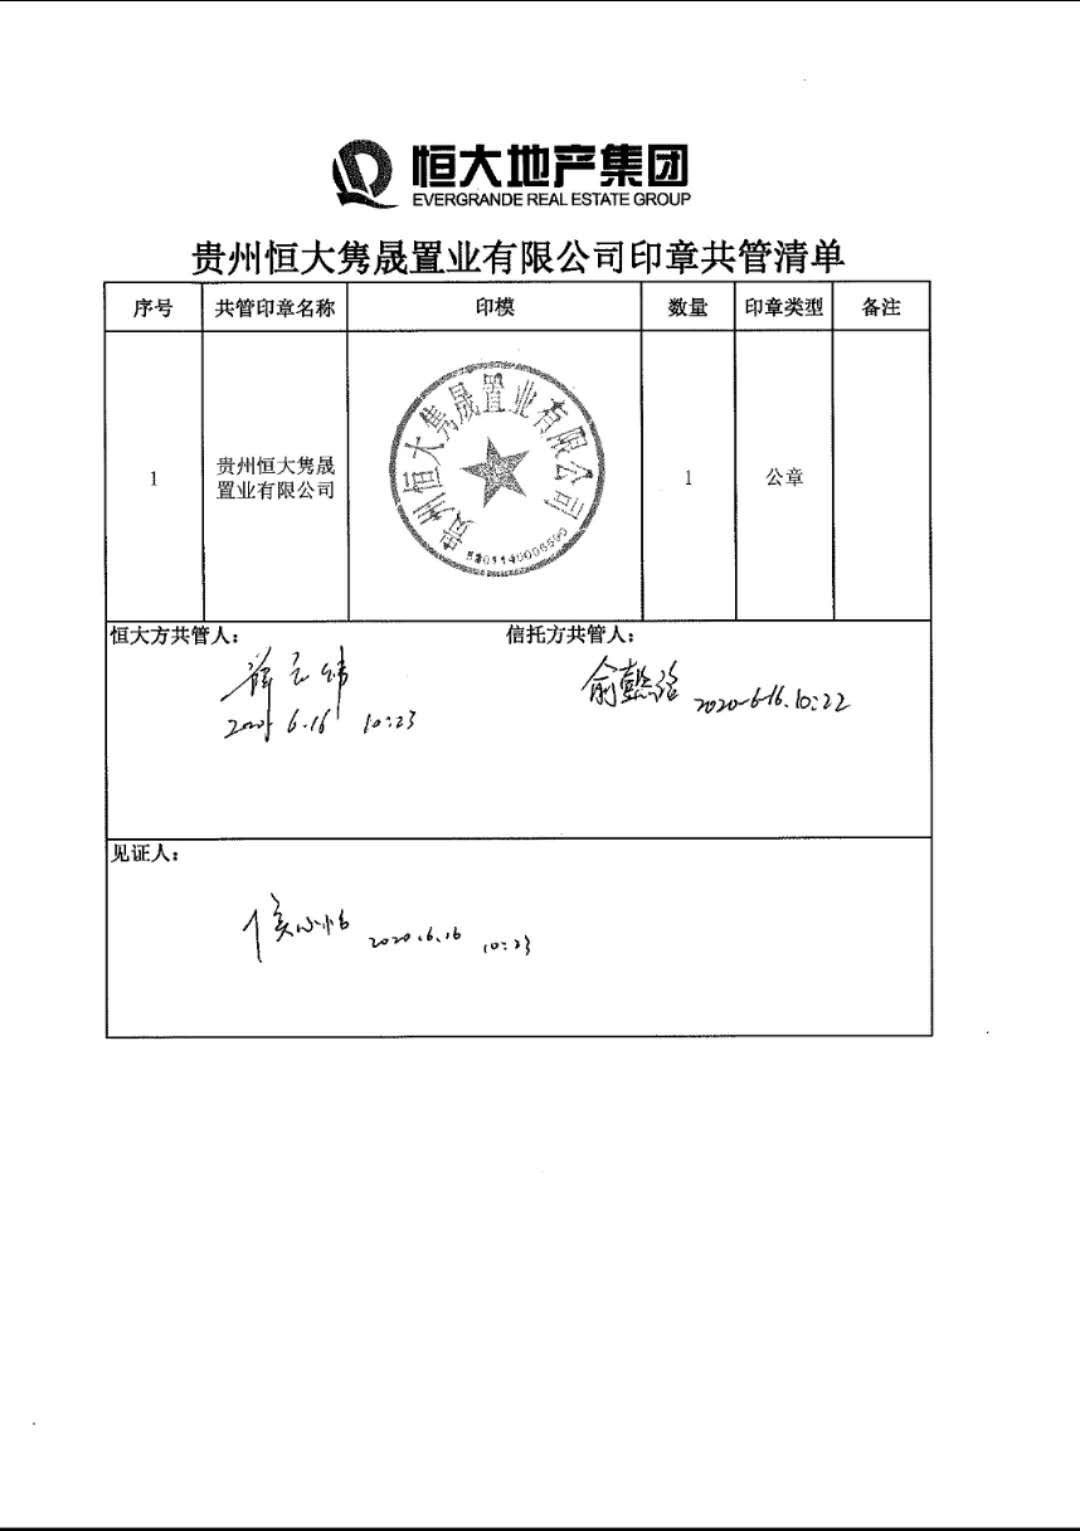 恒大地产集团
EVERGRANDE REAL ESTATE GROUP
贵州恒大隽晟置业有限公司印章共管清单
序号 共管印章名称 印模 数量 印章类型 备注
1 贵州恒大隽晟 1 公章
置业有限公司
贵州恒大隽晟置业有限公司
恒大方共管人： 信托方共管人：
2020-6-16.10:22
6.16 10:23
见证人：
2020.6.16 10:23